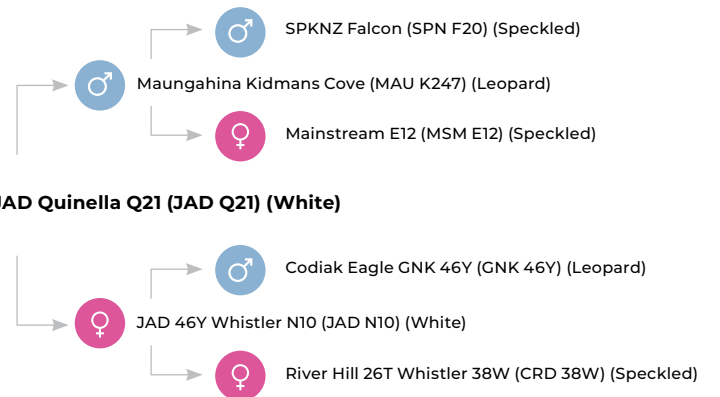 SPKNZ Falcon (SPN F20) (Speckled)
Maungahina Kidmans Cove (MAU K247) (Leopard)
Mainstream E12 (MSM E12) (Speckled)
JAD Quinella Q21 (JAD Q21) (White)
Codiak Eagle GNK 46Y (GNK 46Y) (Leopard)
JAD 46Y Whistler N10 (JAD N10) (White)
River Hill 26T Whistler 38W (CRD 38W) (Speckled)